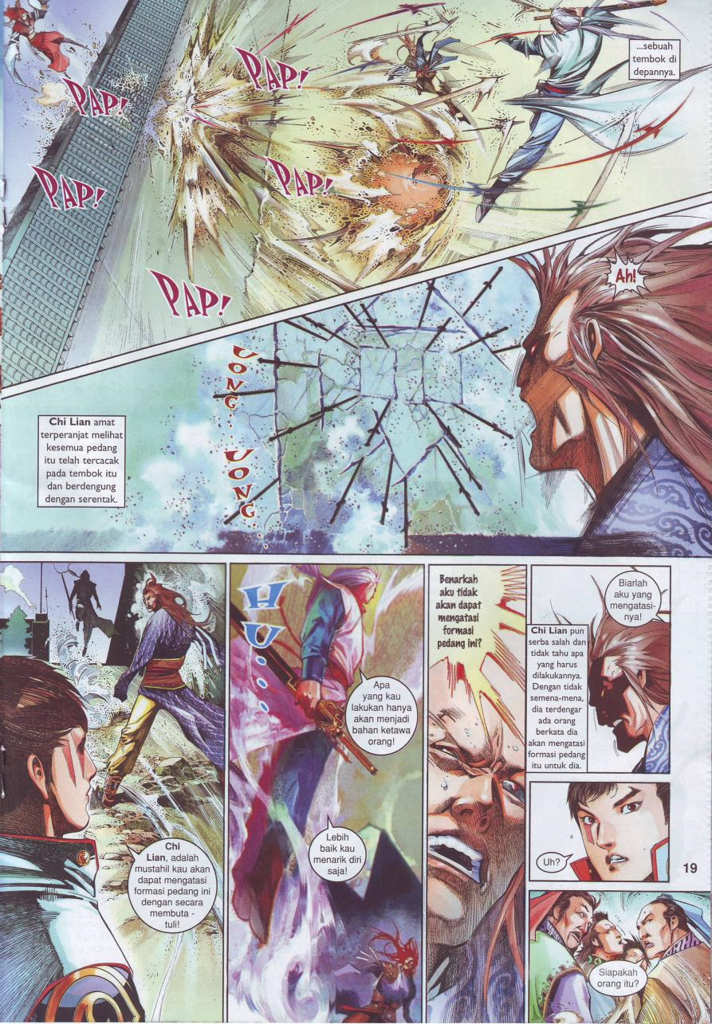 ...sebuah
tembok di
depannya.
PAP!
PAP!
PAP!
PAP!
PAP!
Ah!
UONG..
UONG..
Chi Lian amat
terperanjat melihat
kesemua pedang
itu telah tercacak
pada tembok itu
dan berdengung
dengan serentak.
Chi
Lian, adalah
mustahil kau akan
dapat mengatasi
formasi pedang ini
dengan secara
membuta -
tuli!
HU...
Apa
yang kau
lakukan hanya
akan menjadi
bahan ketawa
orang!
Lebih
baik kau
menarik diri
saja!
Benarkah
aku tidak
akan dapat
mengatasi
formasi
pedang ini?
Biarlah
aku yang
mengatasi-
nya!
Chi Lian pun
serba salah dan
tidak tahu apa
yang harus
dilakukannya.
Dengan tidak
semena-mena,
dia terdengar
ada orang
berkata dia
akan mengatasi
formasi pedang
itu untuk dia.
Uh?
Siapakah
orang itu?
19